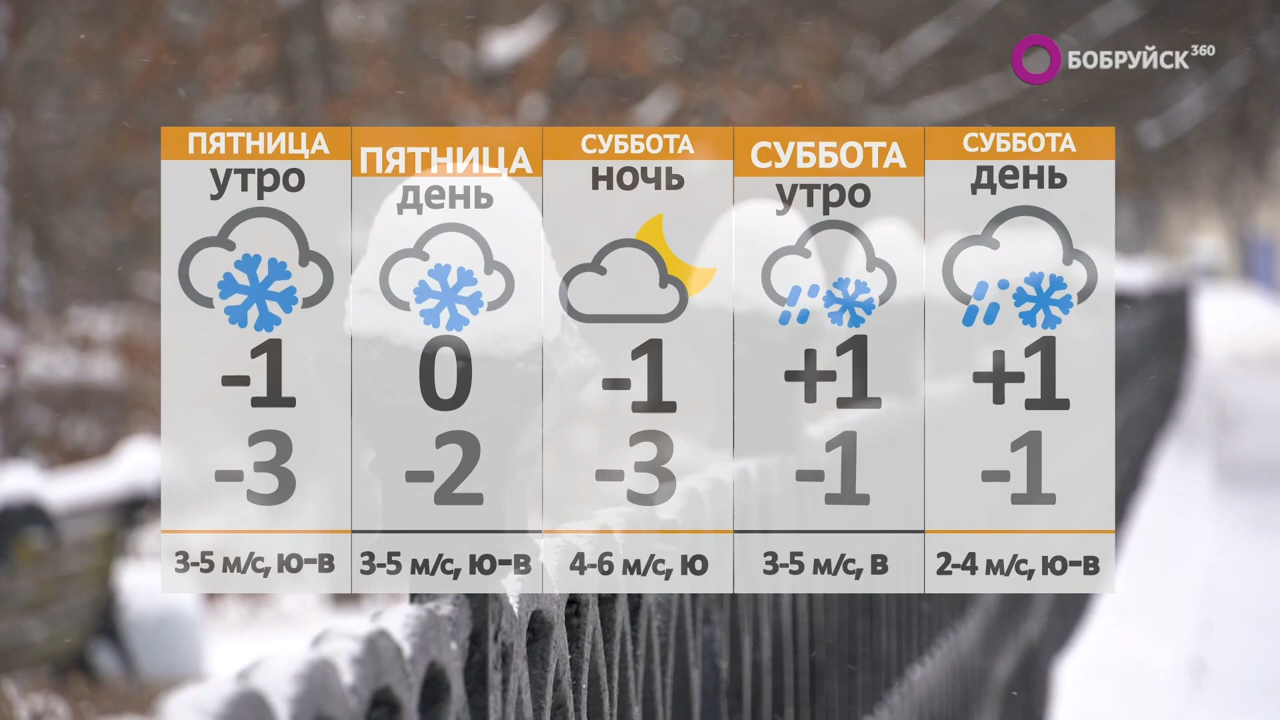 БОБРУЙСК360
ПЯТНИЦА
утро
-1
-3
3-5 м/с, ю-в
ПЯТНИЦА
день
0
-2
3-5 м/с, ю-в
СУББОТА
ночь
-1
-3
4-6 м/с, ю
СУББОТА
утро
+1
-1
3-5 м/с, в
СУББОТА
день
+1
-1
2-4 м/с, ю-в